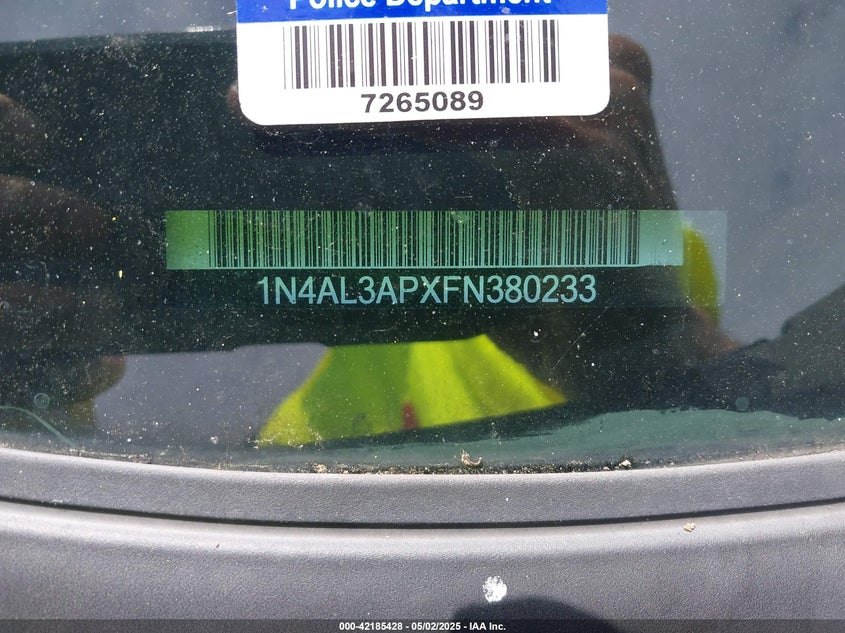 Police Department
7265089
1N4AL3APXFN380233
000-42185428 - 05/02/2025 - IAA Inc.